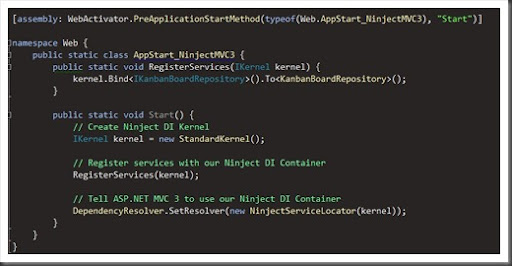 [assembly: WebActivator.PreApplicationStartMethod(typeof(Web.AppStart_NinjectMVC3), "Start")]
namespace Web {
public static class AppStart_NinjectMVC3 {
public static void RegisterServices(IKernel kernel) {
kernel.Bind<IKanbanBoardRepository>().To<KanbanBoardRepository>();
}
public static void Start() {
// Create Ninject DI Kernel
IKernel kernel = new StandardKernel();
// Register services with our Ninject DI Container
RegisterServices(kernel);
// Tell ASP.NET MVC 3 to use our Ninject DI Container
DependencyResolver.SetResolver(new NinjectServiceLocator(kernel));
}
}
}